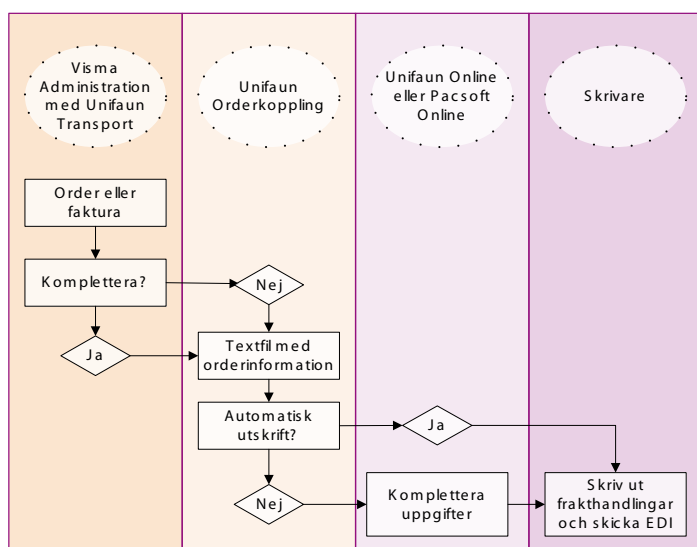 Visma
Administration
med Unifaun
Transport
Unifaun
Orderkoppling
Unifaun Online
eller Pacsoft
Online
Skrivare
Order eller
faktura
Komplettera?
Nej
Ja
Textfil med
orderinformation
Automatisk
utskrift?
Ja
Nej
Komplettera
uppgifter
Skriv ut
frakthandlingar
och skicka EDI